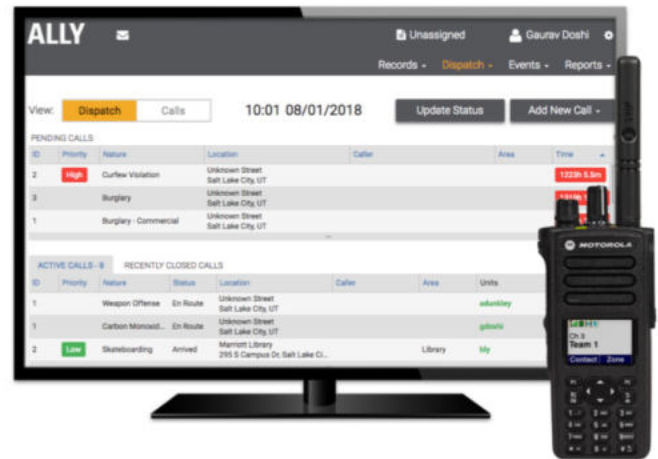 ALLY
Unassigned
Gaurav Doshi
Records
Dispatch
Events
Reports
View:
Dispatch
Calls
10:01 08/01/2018
Update Status
Add New Call
PENDING CALLS
ID Priority Nature Location Caller Area Time
2 High Curfew Violation Unknown Street 1223h 5.5m
Salt Lake City, UT
3 Burglary Unknown Street
Salt Lake City, UT
1 Burglary - Commercial Unknown Street
Salt Lake City, UT
ACTIVE CALLS - 8 RECENTLY CLOSED CALLS
ID Priority Nature Status Location Caller Area Units
1 Weapon Offense En Route Unknown Street adunkley
Salt Lake City, UT
1 Carbon Monoxid... En Route Unknown Street gdoshi
Salt Lake City, UT
2 Low Skateboarding Arrived Marriott Library Library
295 S Campus Dr, Salt Lake Ci...
MOTOROLA
Ch 8
Team 1
Contact Zone